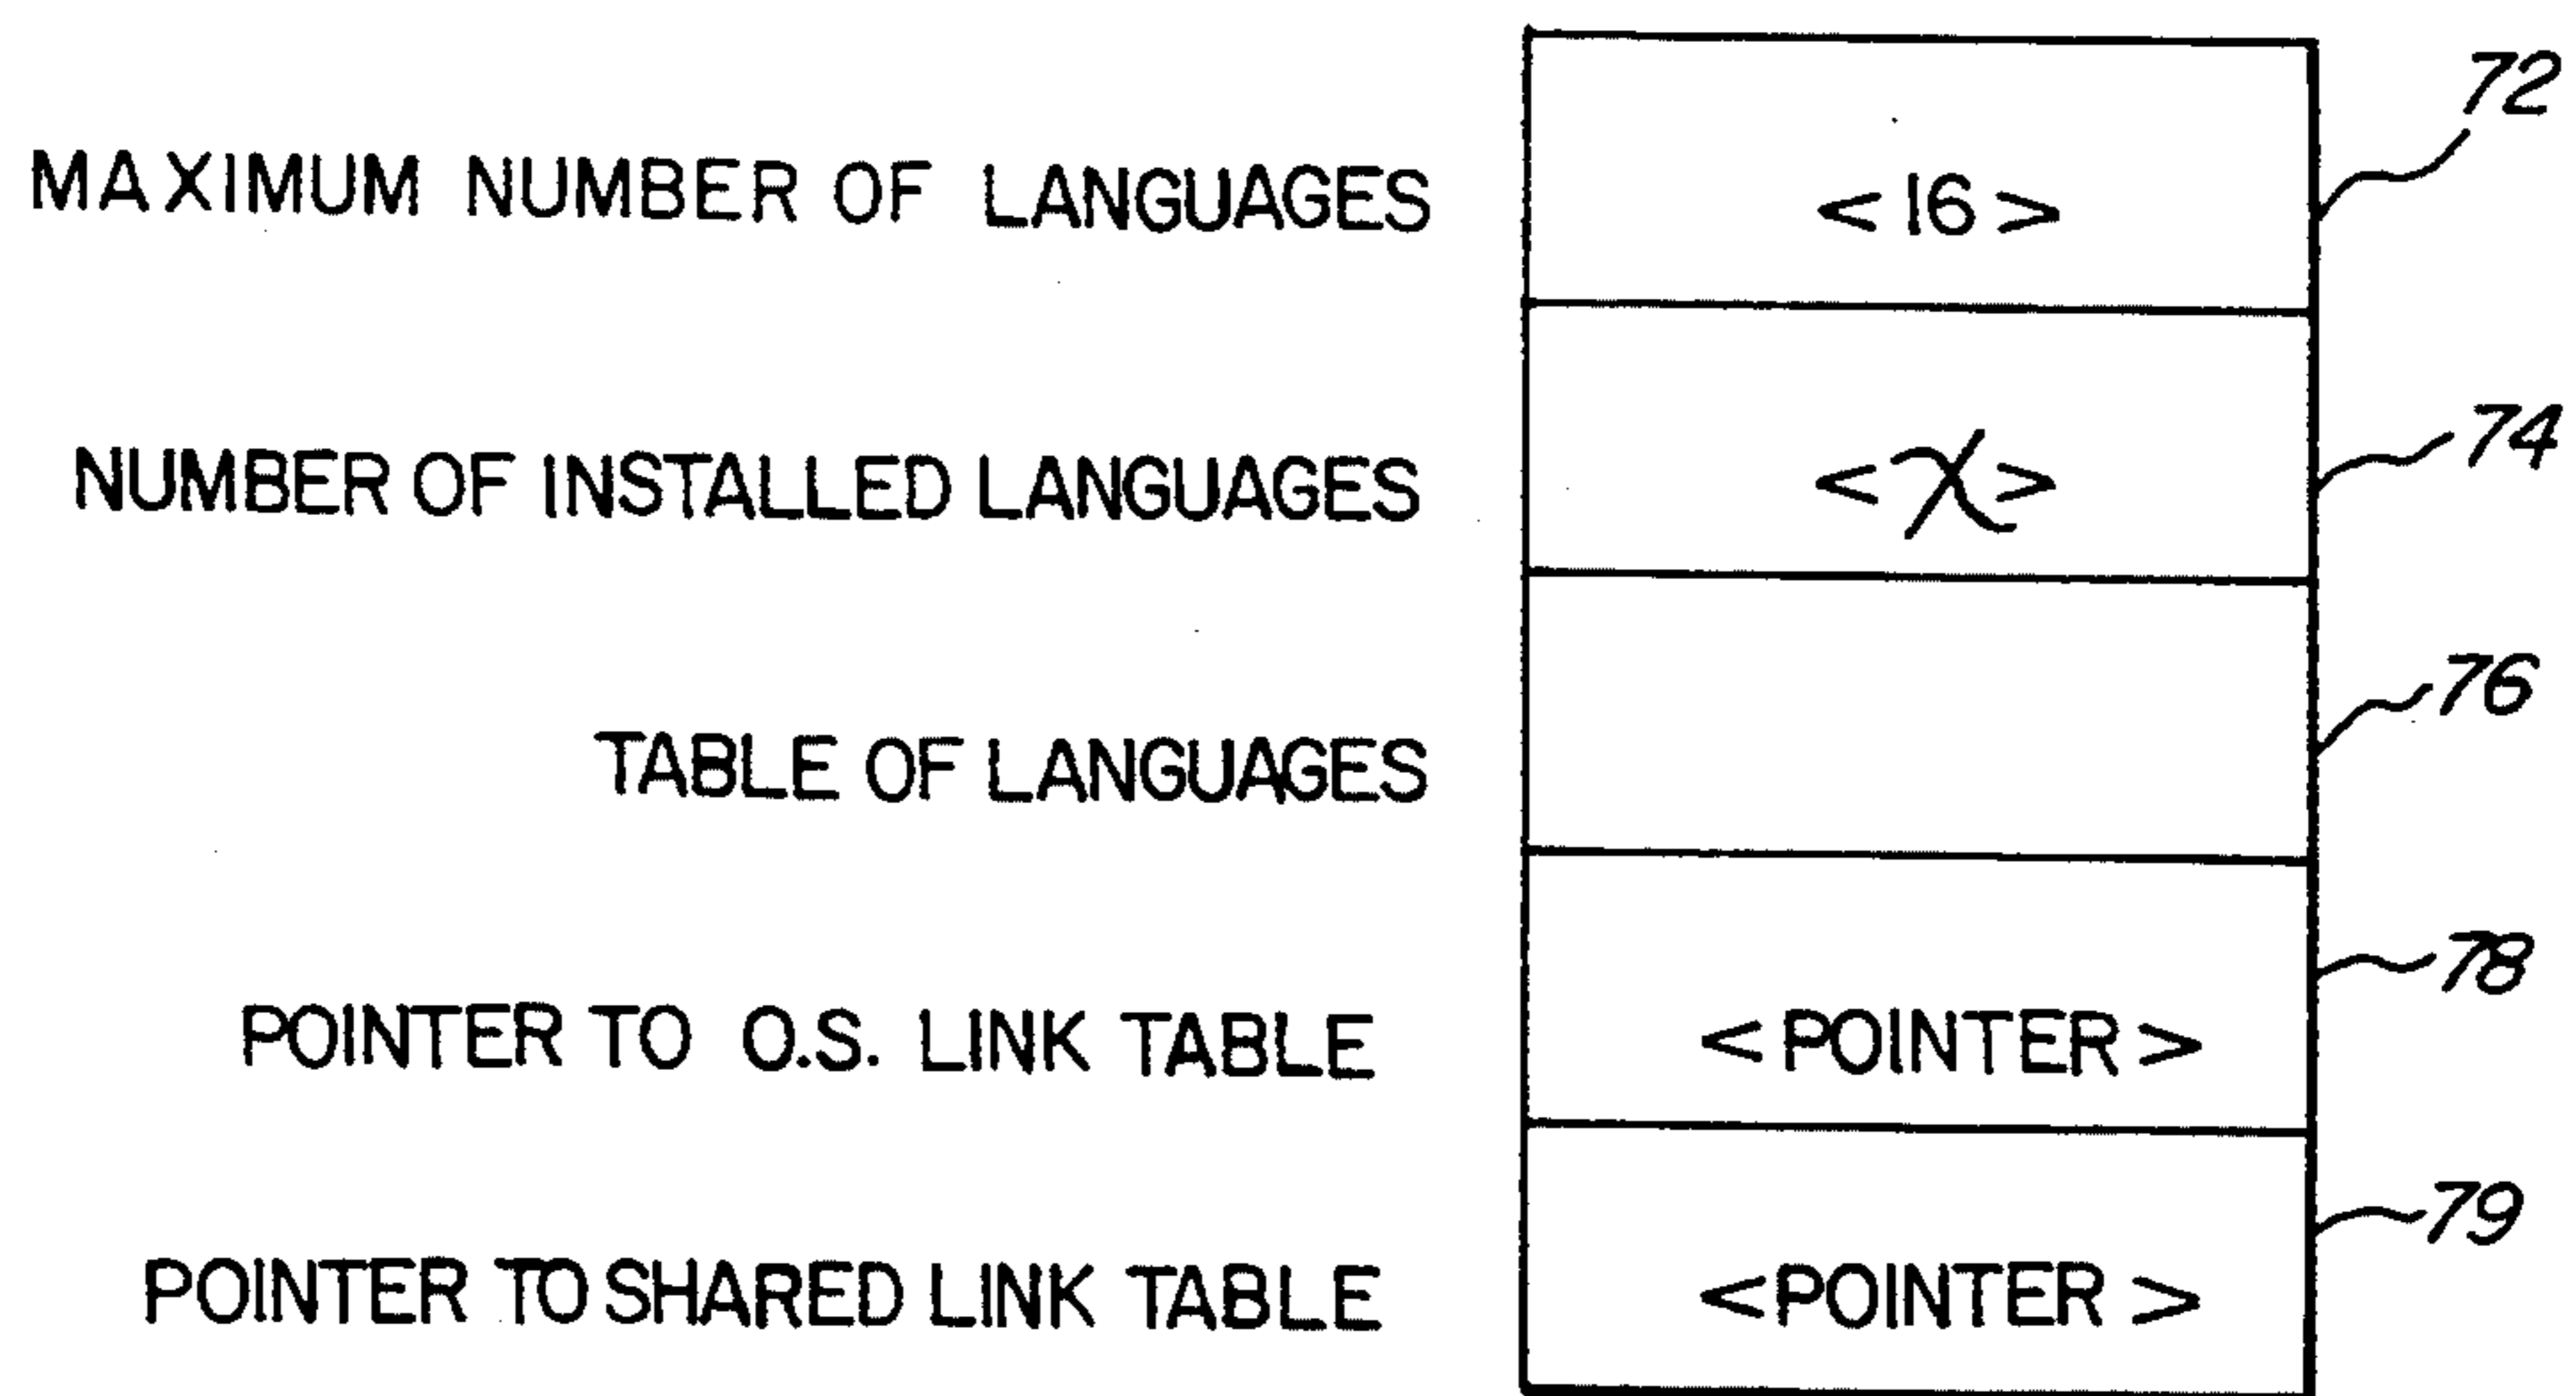 72
MAXIMUM NUMBER OF LANGUAGES <16>
74
NUMBER OF INSTALLED LANGUAGES <X>
76
TABLE OF LANGUAGES
78
POINTER TO O.S. LINK TABLE <POINTER>
79
POINTER TO SHARED LINK TABLE <POINTER>